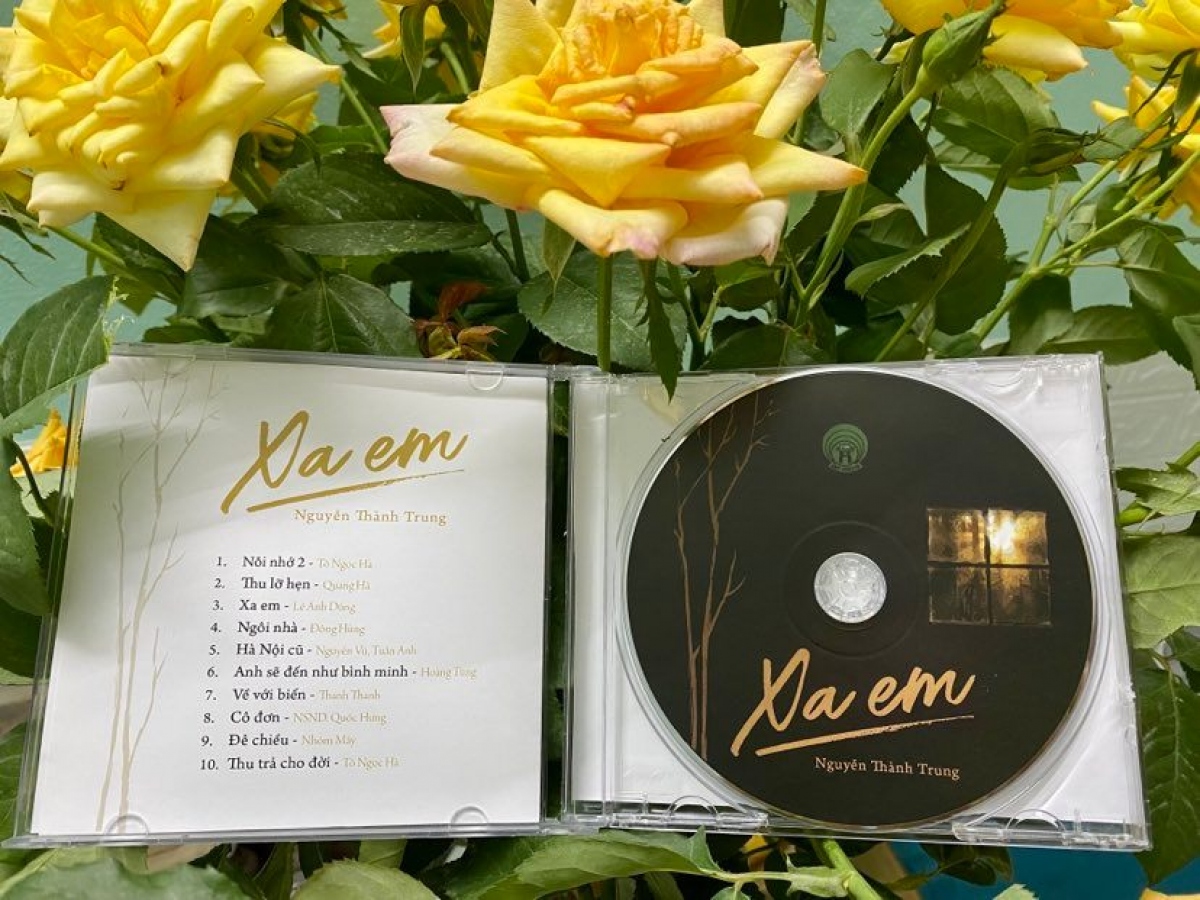 Xa em
Nguyễn Thành Trung
1. Nỗi nhớ 2 - Tô Ngọc Hà
2. Thu lỡ hẹn - Quang Hà
3. Xa em - Lê Anh Dũng
4. Ngôi nhà - Đông Hùng
5. Hà Nội cũ - Nguyên Vũ, Tuấn Anh
6. Anh sẽ đến như bình minh - Hoàng Tùng
7. Về với biển - Thanh Thanh
8. Cô đơn - NSND. Quốc Hưng
9. Đê chiều - Nhóm Mây
10. Thu trả cho đời - Tô Ngọc Hà
Xa em
Nguyễn Thành Trung